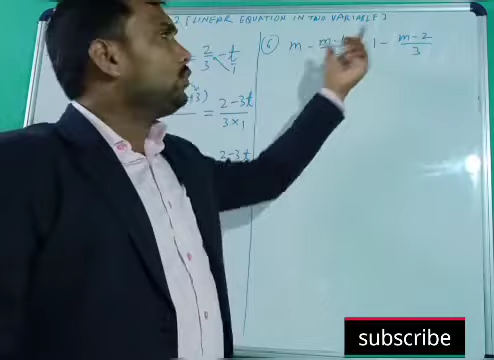 2 [LINEAR EQUATION IN TWO VARIABLE]
= 2/3 - t/1
⑥ m - 1 - m-2/3
= 2-3t/3×1
2-3t
subscribe